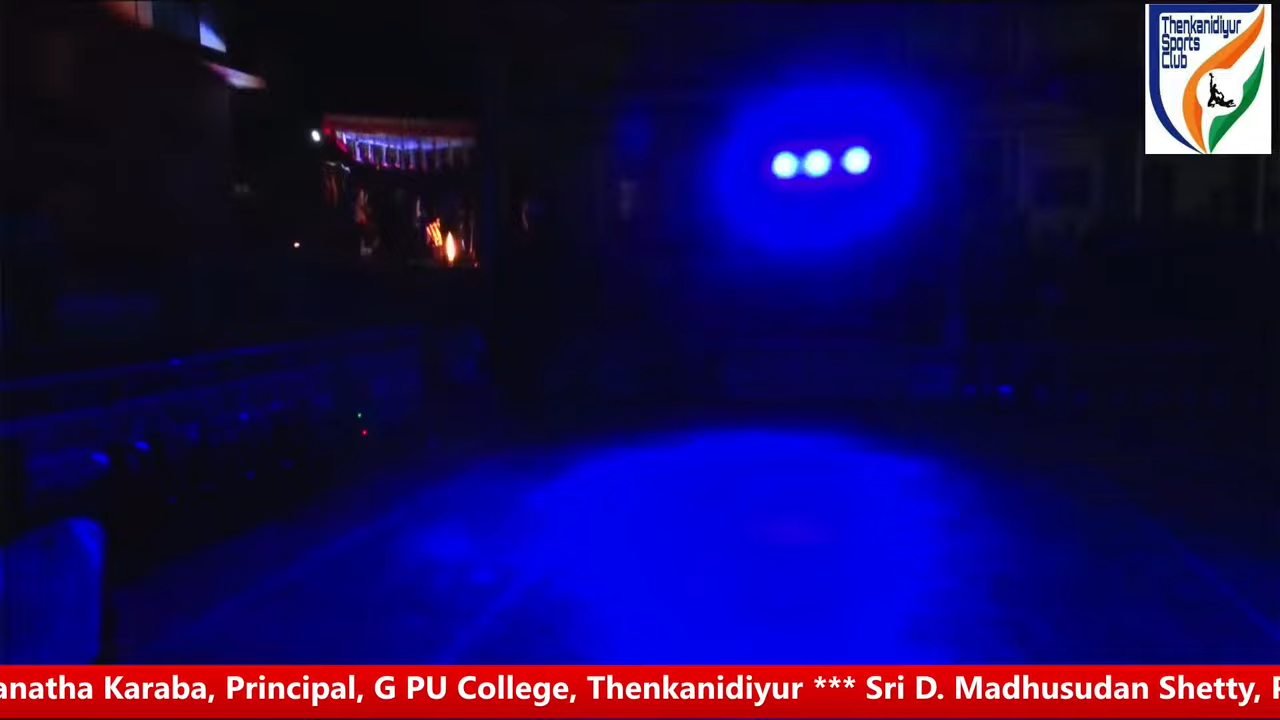 Thenkanidiyur
Sports
Club
anatha Karaba, Principal, G PU College, Thenkanidiyur *** Sri D. Madhusudan Shetty,